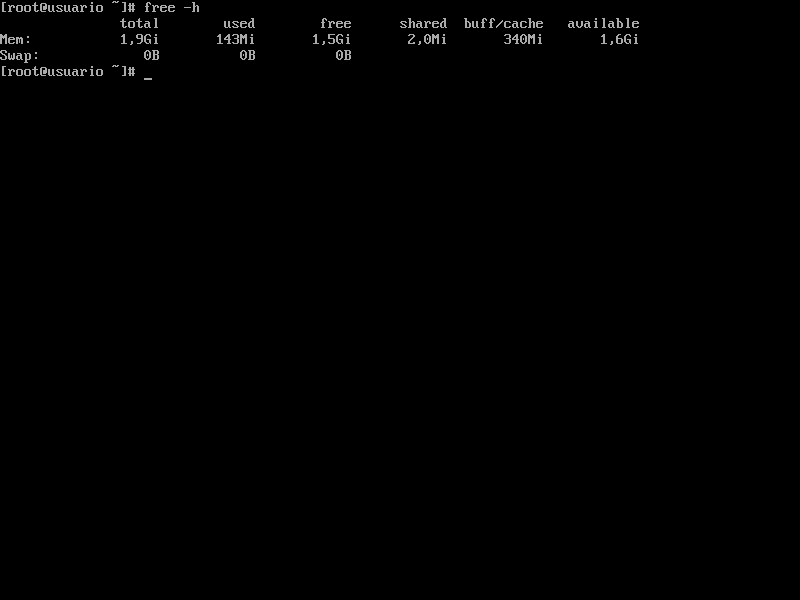 [root@usuario ~]# free -h
total used free shared buff/cache available
Mem: 1,9Gi 143Mi 1,5Gi 2,0Mi 340Mi 1,6Gi
Swap: 0B 0B 0B
[root@usuario ~]# _